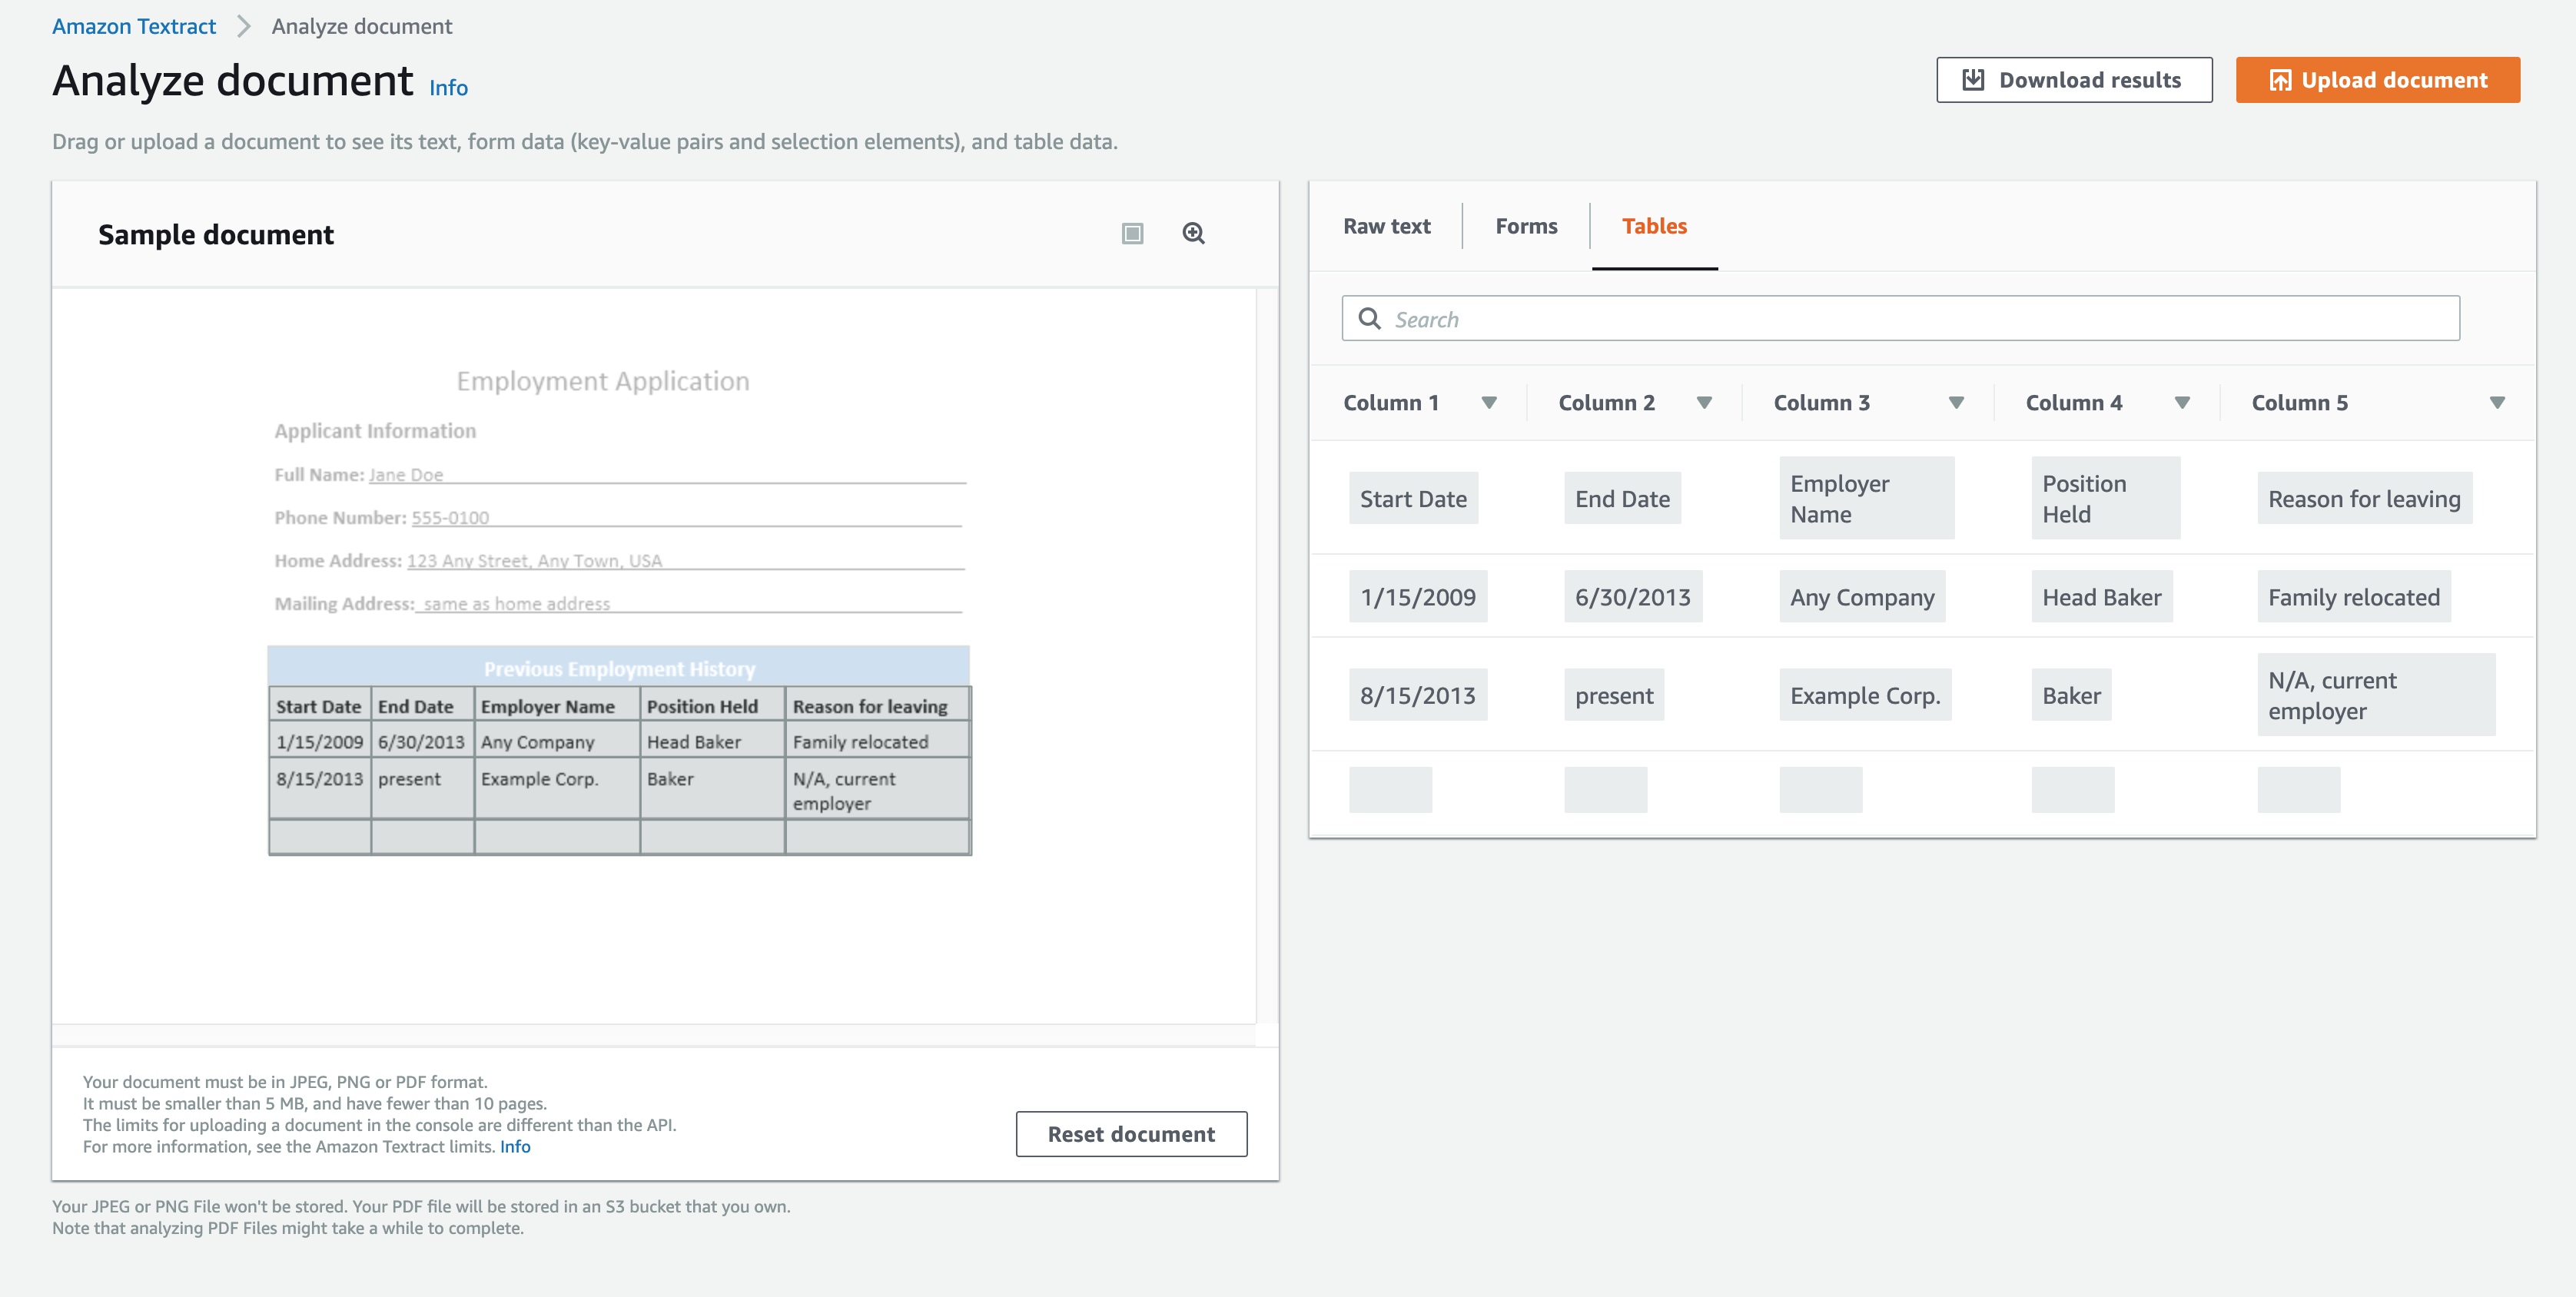 Amazon Textract > Analyze document
Analyze document Info
Download results
Upload document
Drag or upload a document to see its text, form data (key-value pairs and selection elements), and table data.
Sample document
Employment Application
Applicant Information
Full Name: Jane Doe
Phone Number: 555-0100
Home Address: 123 Any Street, Any Town, USA
Mailing Address: same as home address
Previous Employment History
Start Date End Date Employer Name Position Held Reason for leaving
1/15/2009 6/30/2013 Any Company Head Baker Family relocated
8/15/2013 present Example Corp. Baker N/A, current
employer
Your document must be in JPEG, PNG or PDF format.
It must be smaller than 5 MB, and have fewer than 10 pages.
The limits for uploading a document in the console are different than the API.
For more information, see the Amazon Textract limits. Info
Reset document
Your JPEG or PNG File won't be stored. Your PDF file will be stored in an S3 bucket that you own.
Note that analyzing PDF Files might take a while to complete.
Raw text Forms Tables
Search
Column 1 Column 2 Column 3 Column 4 Column 5
Start Date End Date Employer Name Position Held Reason for leaving
1/15/2009 6/30/2013 Any Company Head Baker Family relocated
8/15/2013 present Example Corp. Baker N/A, current employer